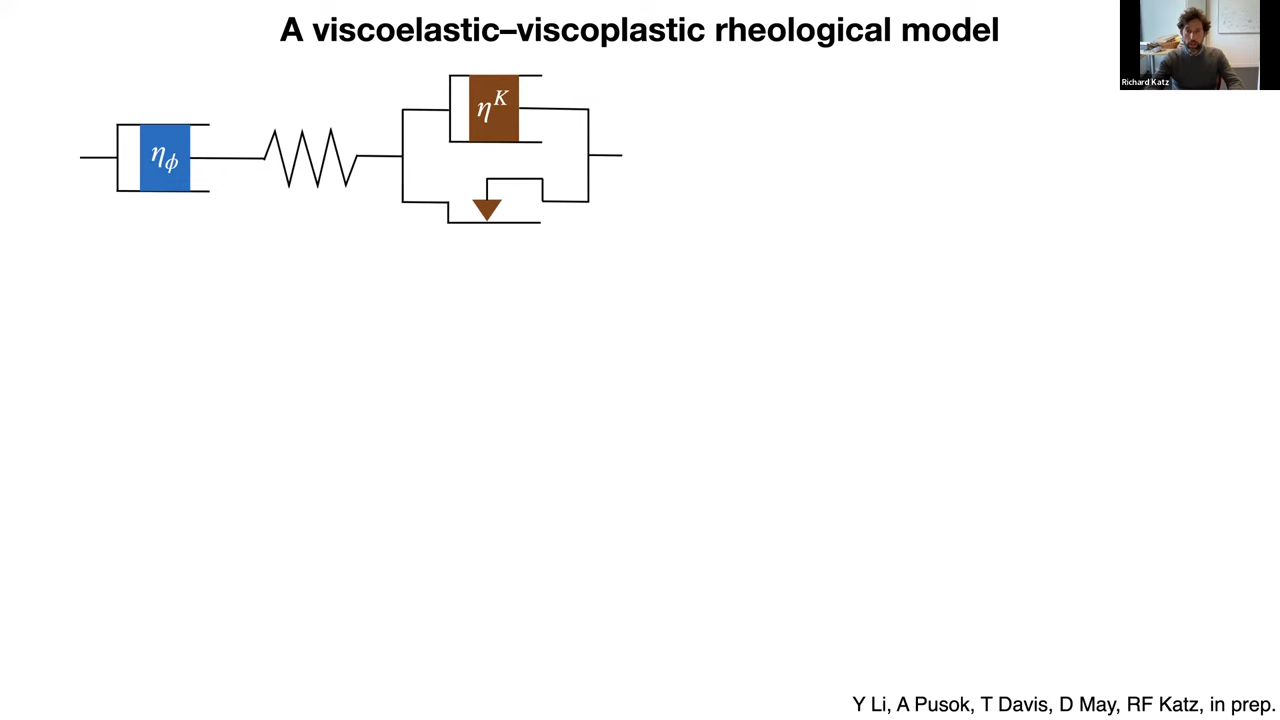 A viscoelastic–viscoplastic rheological model
Richard Katz
η^K
η_ϕ
Y Li, A Pusok, T Davis, D May, RF Katz, in prep.